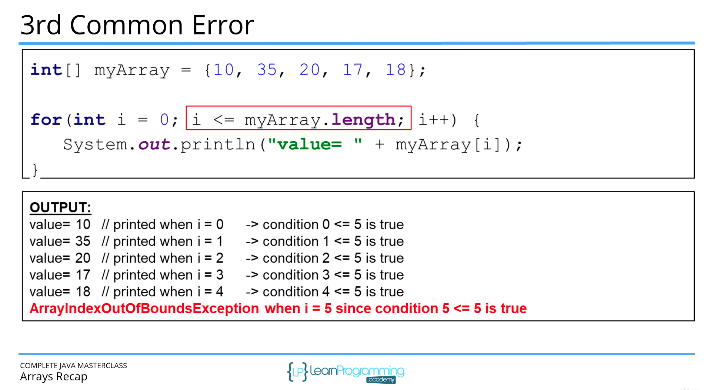 3rd Common Error
int[] myArray = {10, 35, 20, 17, 18};
for(int i = 0; i <= myArray.length; i++) {
System.out.println("value= " + myArray[i]);
}
OUTPUT:
value= 10 // printed when i = 0 -> condition 0 <= 5 is true
value= 35 // printed when i = 1 -> condition 1 <= 5 is true
value= 20 // printed when i = 2 -> condition 2 <= 5 is true
value= 17 // printed when i = 3 -> condition 3 <= 5 is true
value= 18 // printed when i = 4 -> condition 4 <= 5 is true
ArrayIndexOutOfBoundsException when i = 5 since condition 5 <= 5 is true
COMPLETE JAVA MASTERCLASS
Arrays Recap
{LP} LearnProgramming
academy